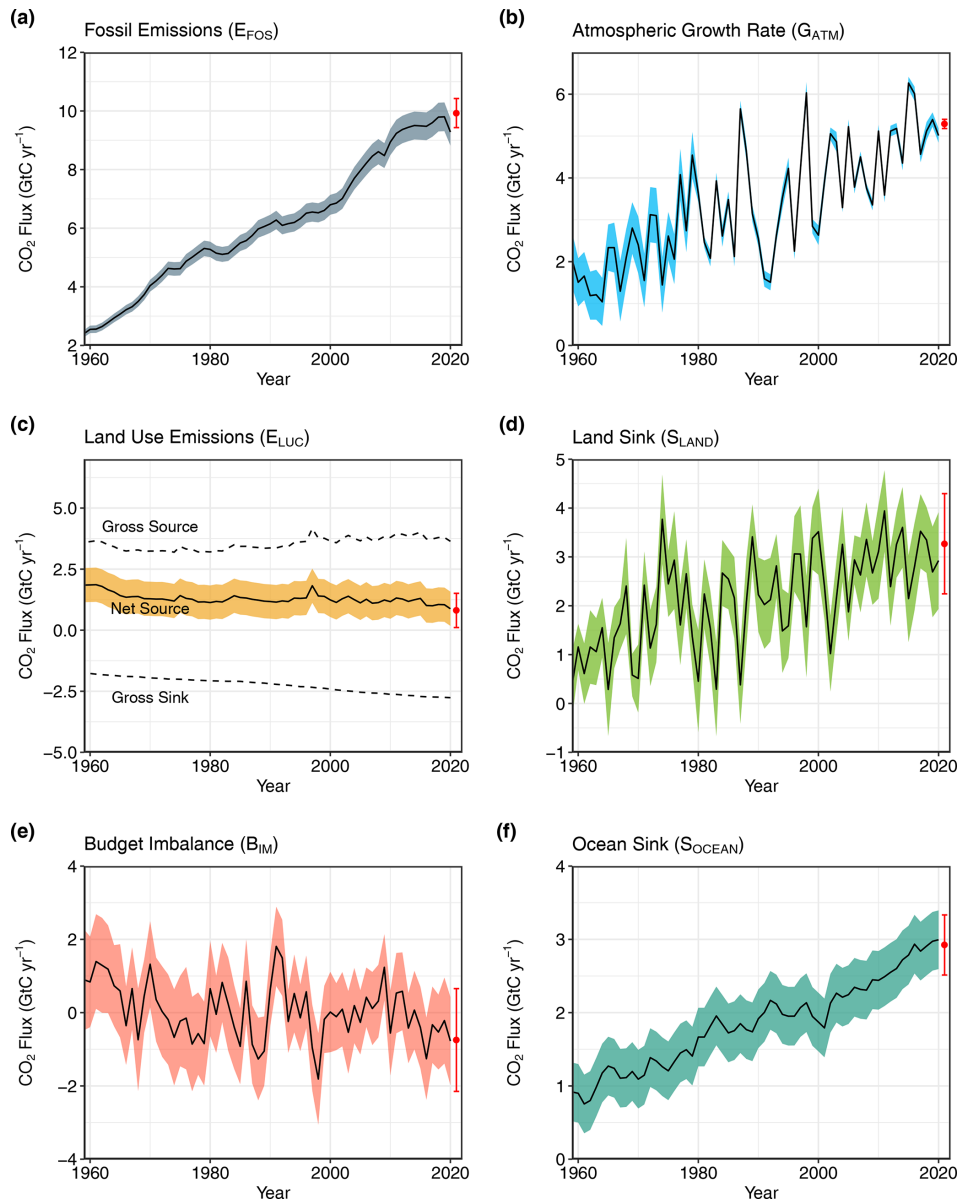 (a)
Fossil Emissions (E_FOS)
CO₂ Flux (GtC yr⁻¹)
12
10
8
6
4
2
1960 1980 2000 2020
Year
(b)
Atmospheric Growth Rate (G_ATM)
CO₂ Flux (GtC yr⁻¹)
6
4
2
0
1960 1980 2000 2020
Year
(c)
Land Use Emissions (E_LUC)
CO₂ Flux (GtC yr⁻¹)
5.0
2.5
0.0
−2.5
−5.0
Gross Source
Net Source
Gross Sink
1960 1980 2000 2020
Year
(d)
Land Sink (S_LAND)
CO₂ Flux (GtC yr⁻¹)
5
4
3
2
1
0
−1
1960 1980 2000 2020
Year
(e)
Budget Imbalance (B_IM)
CO₂ Flux (GtC yr⁻¹)
4
2
0
−2
−4
1960 1980 2000 2020
Year
(f)
Ocean Sink (S_OCEAN)
CO₂ Flux (GtC yr⁻¹)
4
3
2
1
0
1960 1980 2000 2020
Year